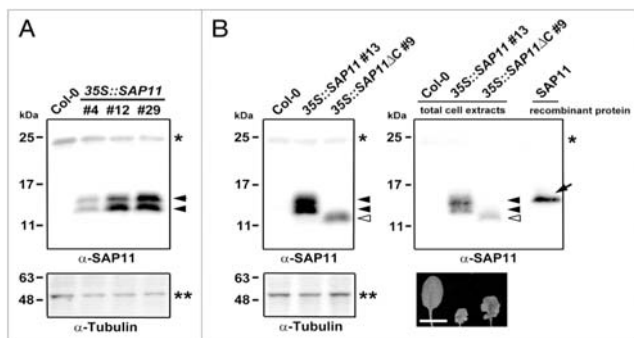 A
Col-0
35S::SAP11
#4 #12 #29
kDa
25
*
17
11
α-SAP11
63
48
**
α-Tubulin
B
Col-0
35S::SAP11 #13
35S::SAP11ΔC #9
kDa
25
*
17
11
α-SAP11
63
48
**
α-Tubulin
Col-0
35S::SAP11 #13
35S::SAP11ΔC #9
SAP11
total cell extracts
recombinant protein
kDa
25
*
17
11
α-SAP11